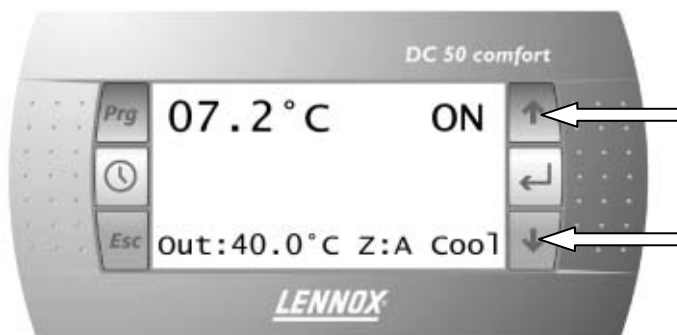 DC 50 comfort
Prg
07.2°C ON
Esc
Out:40.0°C Z:A Cool
LENNOX